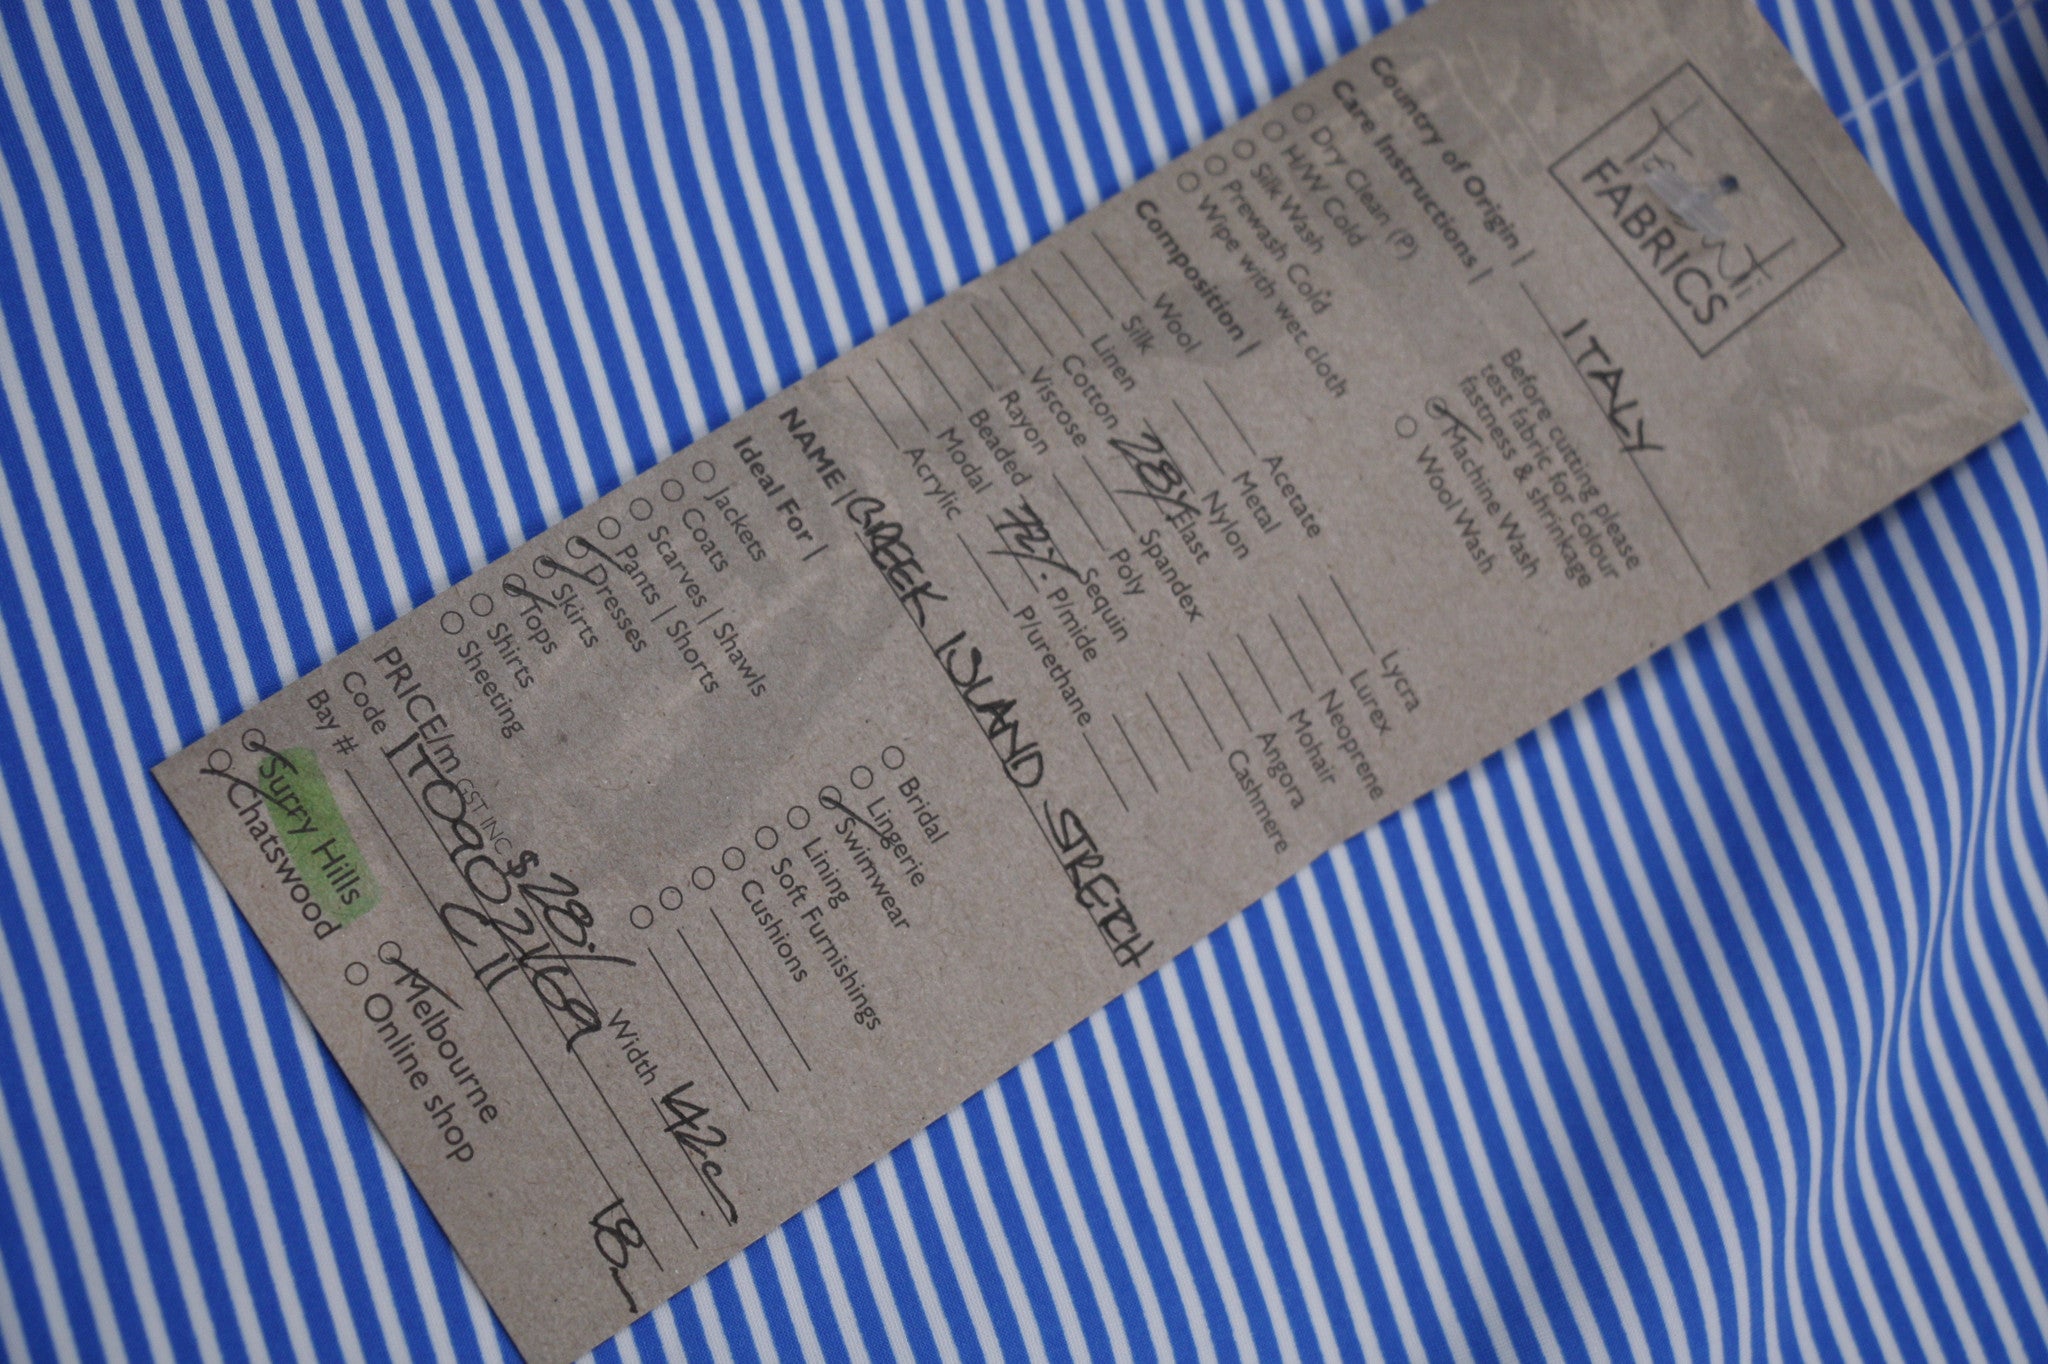 Tessuti
FABRICS
Country of Origin | ITALY
Care Instructions |
Before cutting please
test fabric for colour
fastness & shrinkage
Dry Clean (P)
H/W Cold
Silk Wash
Prewash Cold
Wipe with wet cloth
Machine Wash
Wool Wash
Composition |
Wool
Silk
Linen
Cotton
Viscose
Rayon
Beaded
Modal
Acrylic
Acetate
Metal
Nylon
28% Elast
Spandex
Poly
Sequin
72% P/mide
P/urethane
Lycra
Lurex
Neoprene
Mohair
Angora
Cashmere
NAME | GREEK ISLAND STRETCH
Ideal For |
Jackets
Coats
Scarves | Shawls
Pants | Shorts
Dresses
Skirts
Tops
Shirts
Sheeting
Bridal
Lingerie
Swimwear
Lining
Soft Furnishings
Cushions
PRICE/m GST INC $28.- Width 142c
Code ITO9021/69
Bay # C11 18m
Surry Hills
Chatswood
Melbourne
Online shop